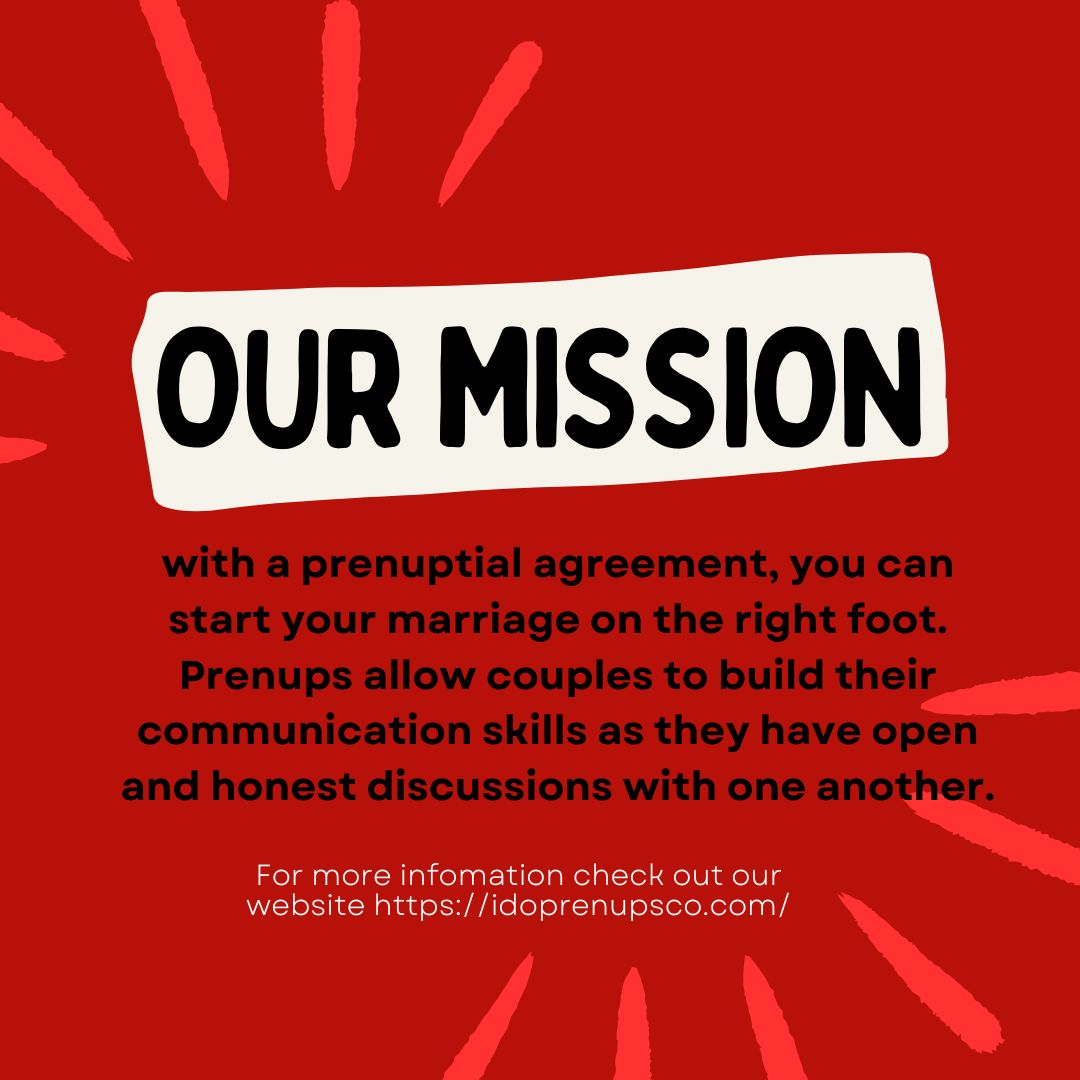 OUR MISSION
with a prenuptial agreement, you can
start your marriage on the right foot.
Prenups allow couples to build their
communication skills as they have open
and honest discussions with one another.
For more infomation check out our
website https://idoprenupsco.com/